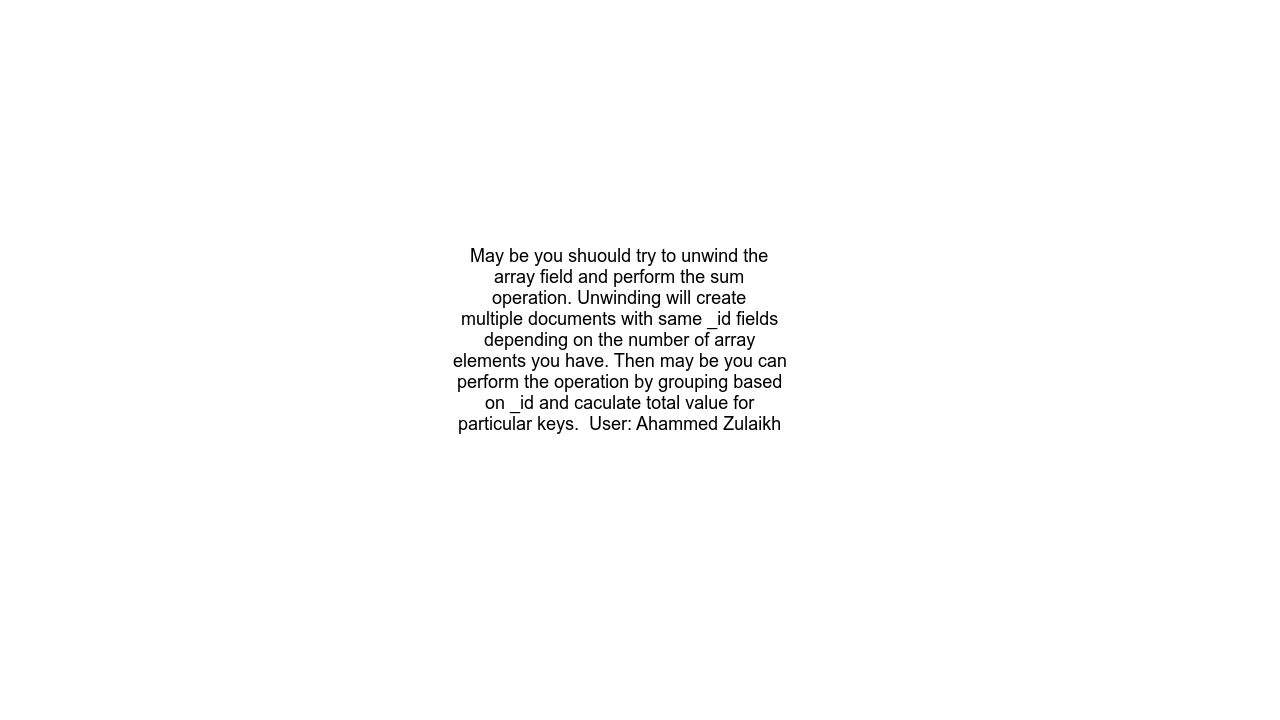 May be you shuould try to unwind the
array field and perform the sum
operation. Unwinding will create
multiple documents with same _id fields
depending on the number of array
elements you have. Then may be you can
perform the operation by grouping based
on _id and caculate total value for
particular keys.  User: Ahammed Zulaikh